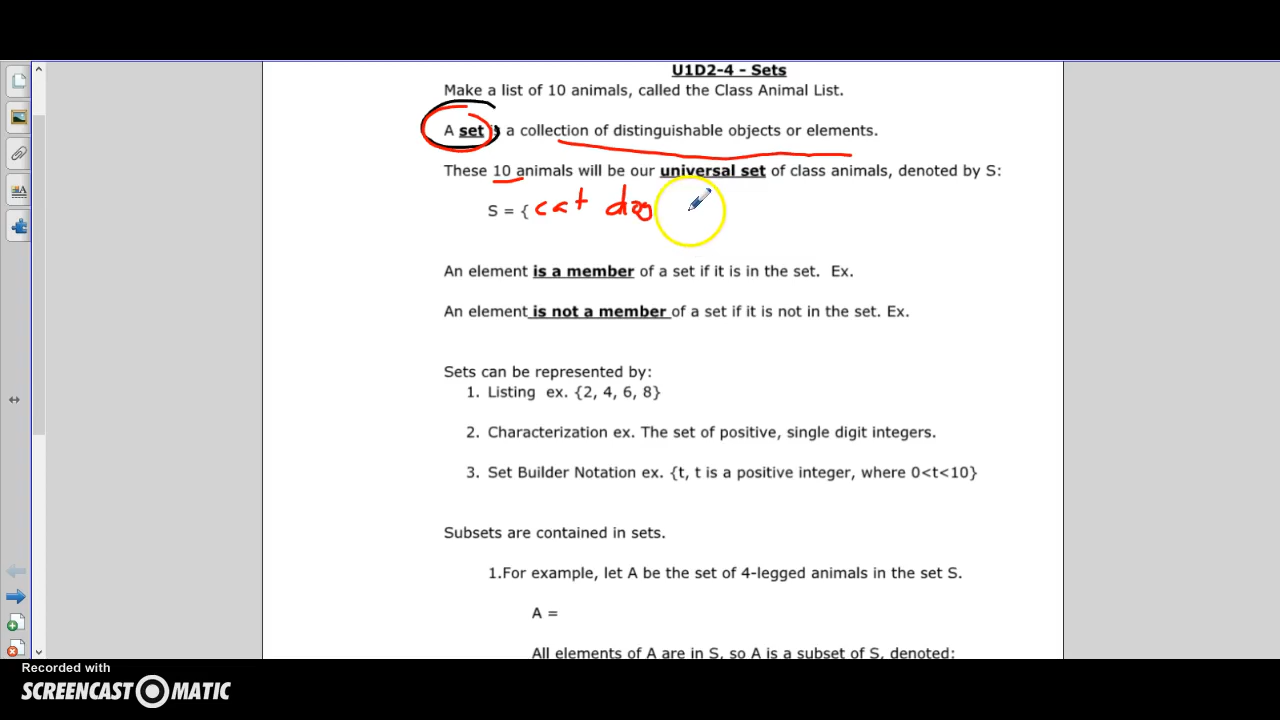 U1D2-4 - Sets
Make a list of 10 animals, called the Class Animal List.
A set is a collection of distinguishable objects or elements.
These 10 animals will be our universal set of class animals, denoted by S:
S = { cat dog
An element is a member of a set if it is in the set. Ex.
An element is not a member of a set if it is not in the set. Ex.
Sets can be represented by:
1. Listing ex. {2, 4, 6, 8}
2. Characterization ex. The set of positive, single digit integers.
3. Set Builder Notation ex. {t, t is a positive integer, where 0<t<10}
Subsets are contained in sets.
1.For example, let A be the set of 4-legged animals in the set S.
A =
All elements of A are in S, so A is a subset of S, denoted:
Recorded with
SCREENCAST O MATIC